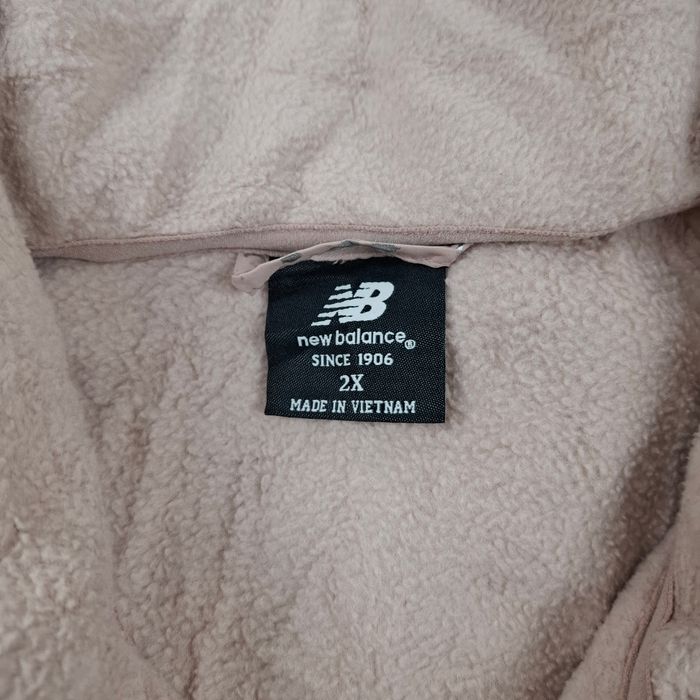 NB
new balance®
SINCE 1906
2X
MADE IN VIETNAM